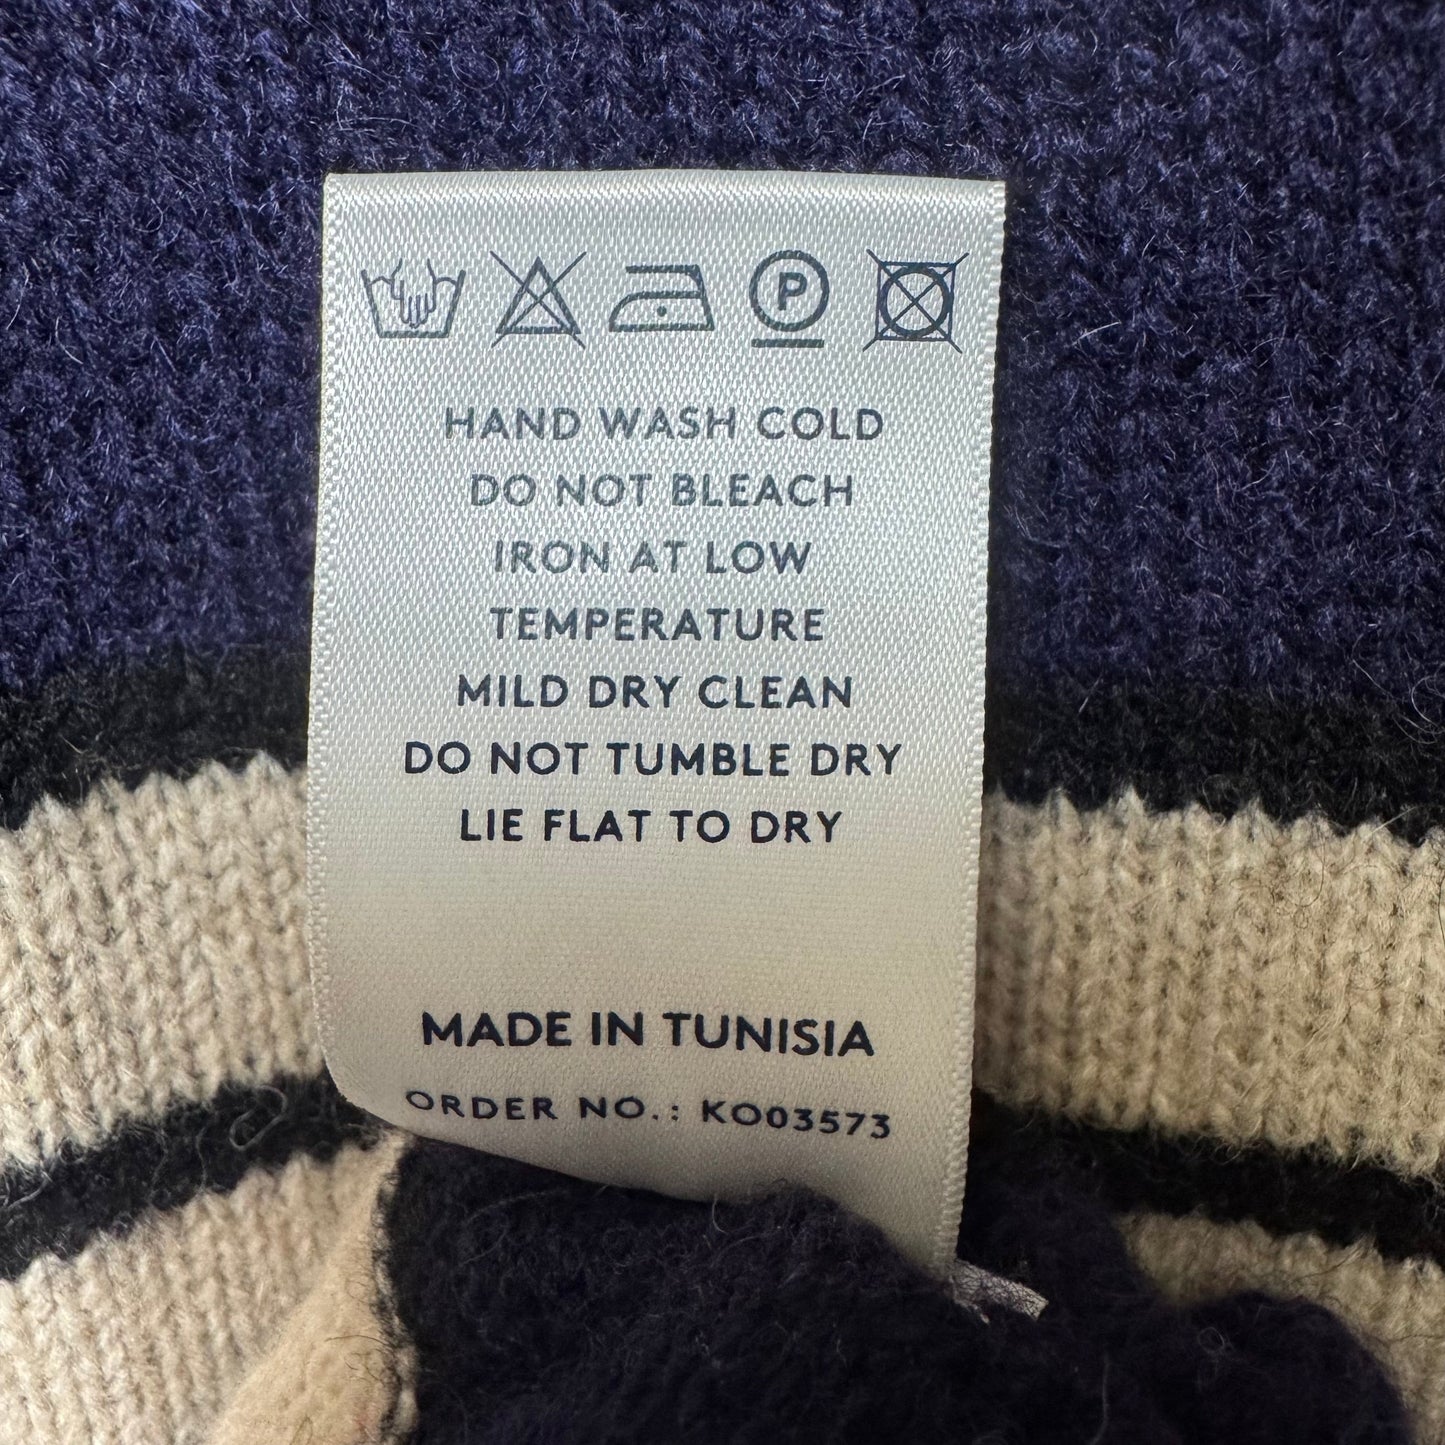 P
HAND WASH COLD
DO NOT BLEACH
IRON AT LOW
TEMPERATURE
MILD DRY CLEAN
DO NOT TUMBLE DRY
LIE FLAT TO DRY
MADE IN TUNISIA
ORDER NO.: KO03573